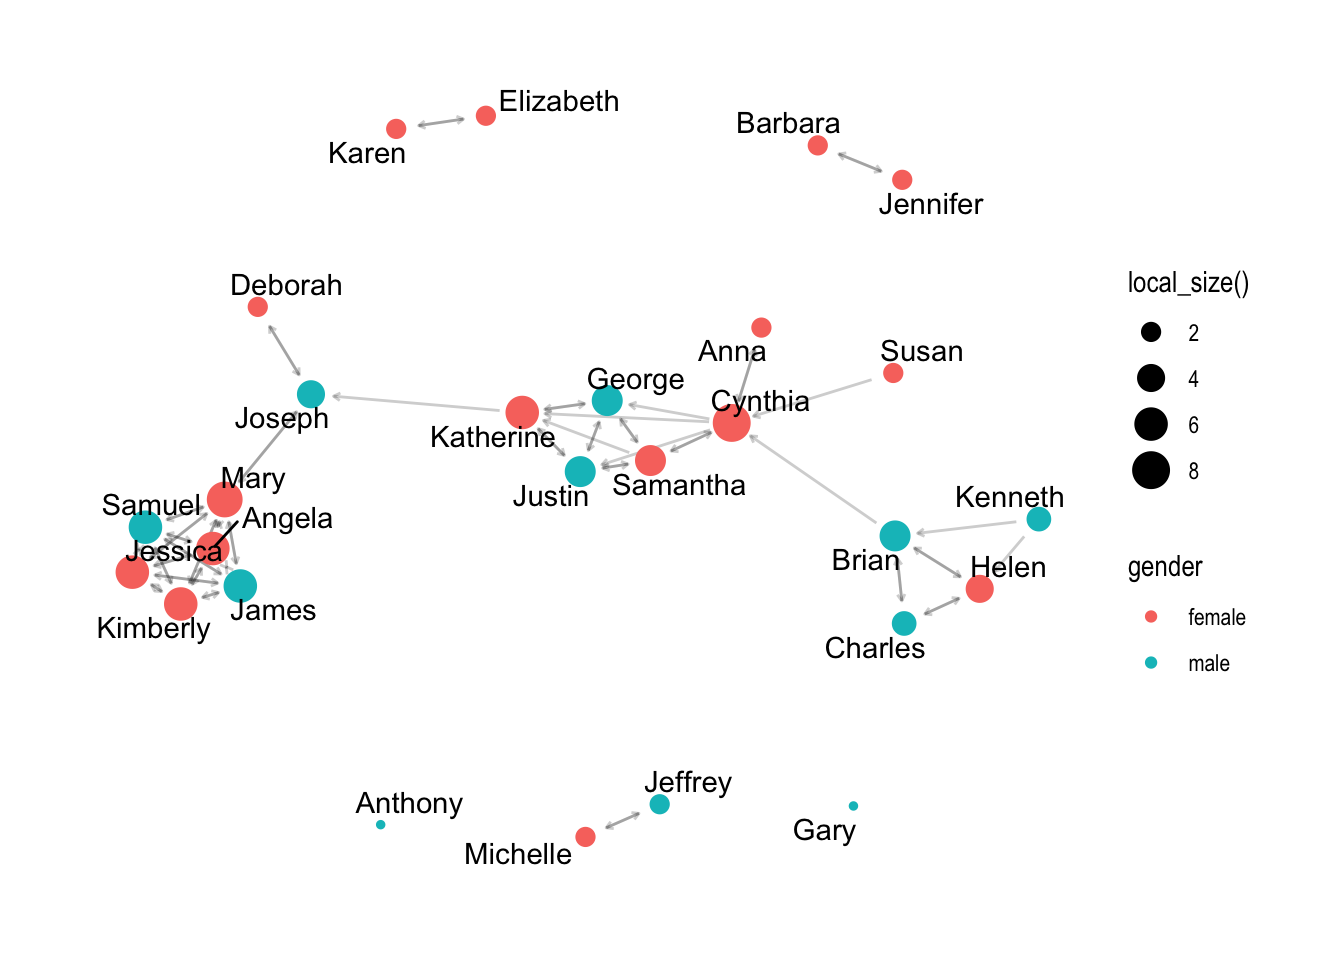 Elizabeth
Karen
Barbara
Jennifer
Deborah
Joseph
Anna
Susan
George
Cynthia
Katherine
Justin
Samantha
Mary
Samuel
Angela
Jessica
James
Kimberly
Kenneth
Brian
Helen
Charles
Anthony
Jeffrey
Michelle
Gary
local_size()
2
4
6
8
gender
female
male